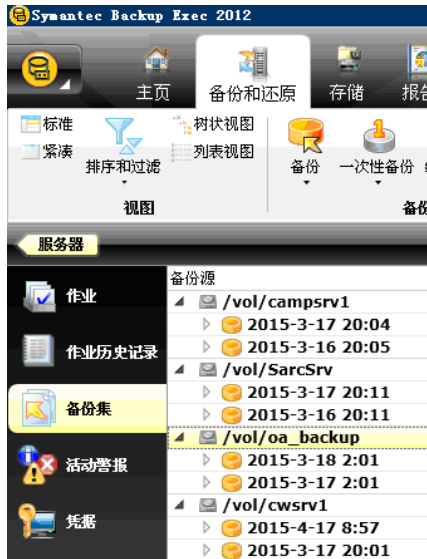 Symantec Backup Exec 2012
主页
备份和还原
存储
标准
紧凑
排序和过滤
树状视图
列表视图
备份
一次性备份
视图
服务器
作业
作业历史记录
备份集
活动警报
凭据
备份源
/vol/campsrv1
2015-3-17 20:04
2015-3-16 20:05
/vol/SarcSrv
2015-3-17 20:11
2015-3-16 20:11
/vol/oa_backup
2015-3-18 2:01
2015-3-17 2:01
/vol/cwsrv1
2015-4-17 8:57
2015-3-17 20:01